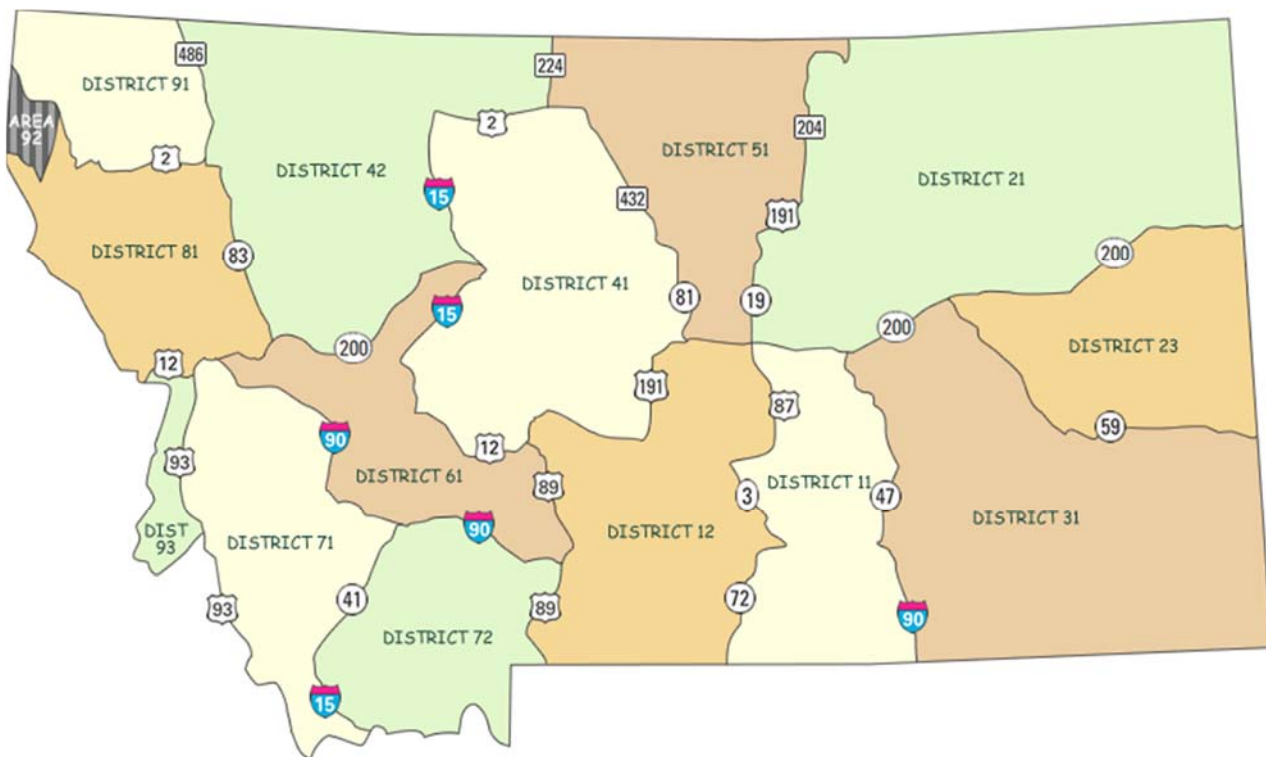 486
224
DISTRICT 91
AREA
92
2
2
204
DISTRICT 51
DISTRICT 42
DISTRICT 21
2
15
432
191
DISTRICT 81
83
200
DISTRICT 41
15
81
19
200
200
DISTRICT 23
12
191
87
59
90
12
93
DISTRICT 61
89
3
DISTRICT 11
47
DISTRICT 31
DIST
93
DISTRICT 71
90
DISTRICT 12
93
41
89
72
90
DISTRICT 72
15